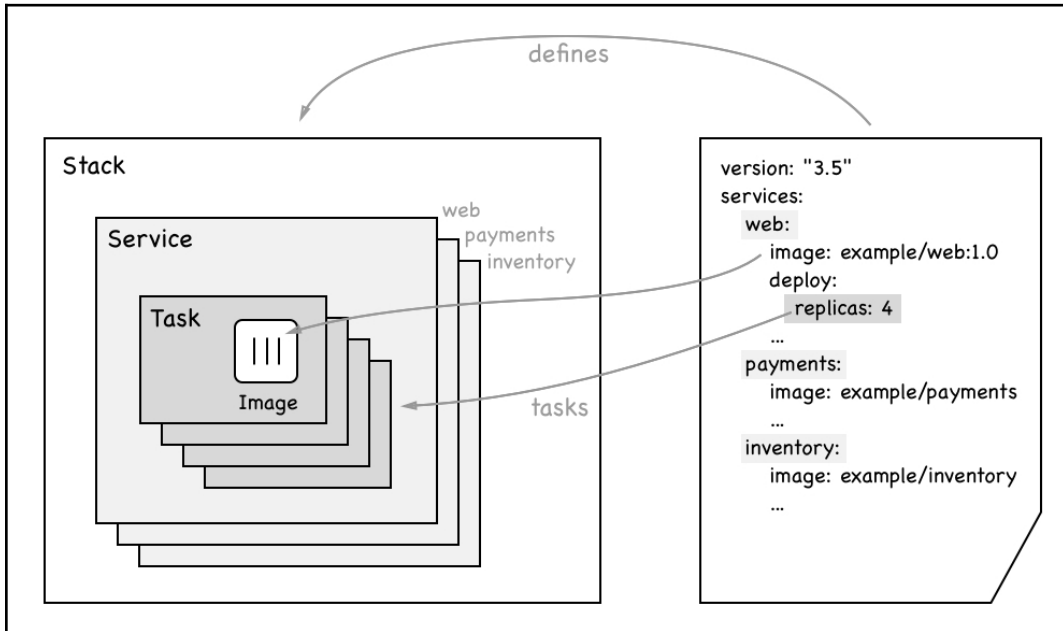 defines
Stack
web
payments
inventory
Service
Task
Image
tasks
version: "3.5"
services:
web:
image: example/web:1.0
deploy:
replicas: 4
...
payments:
image: example/payments
...
inventory:
image: example/inventory
...